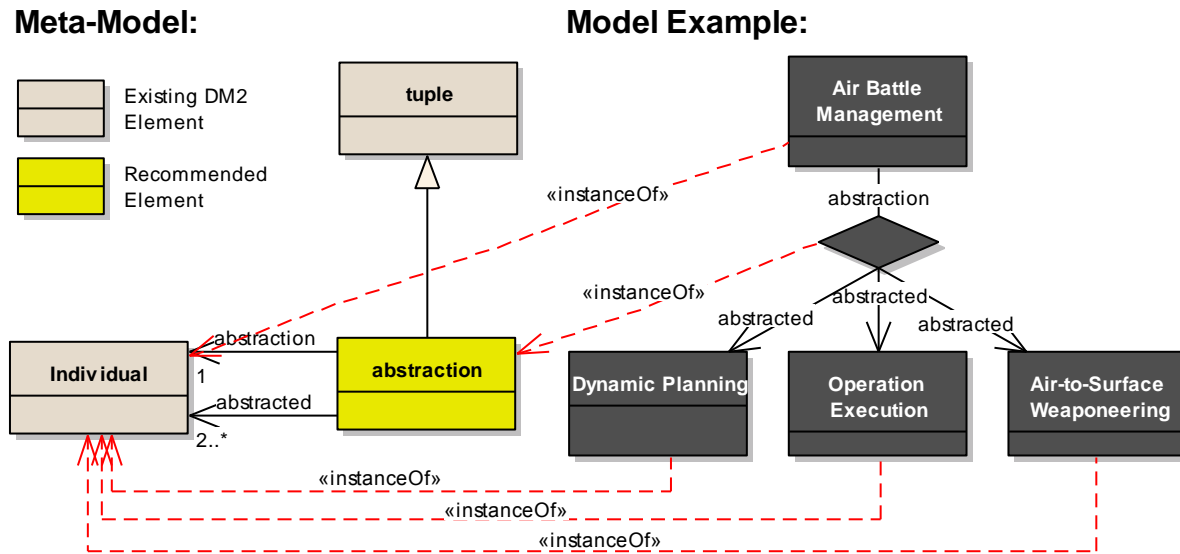 Meta-Model:
Model Example:
Existing DM2
Element
Recommended
Element
tuple
Air Battle
Management
«instanceOf»
abstraction
«instanceOf»
abstracted
abstracted
abstracted
abstraction
1
Individual
abstraction
abstracted
2..*
Dynamic Planning
Operation
Execution
Air-to-Surface
Weaponeering
«instanceOf»
«instanceOf»
«instanceOf»